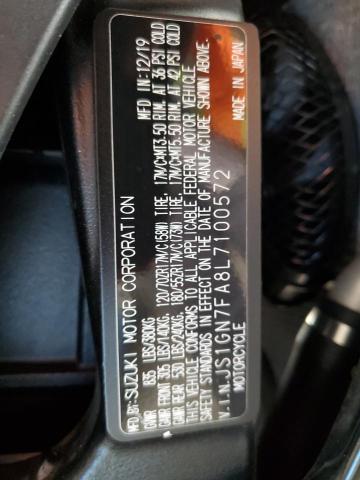 MFD.BY:SUZUKI MOTOR CORPORATION MFD IN:12/19
GVWR 835 LBS/380KG
GAWR FRONT 305 LBS/140KG, 120/70ZR17M/C(58W) TIRE, 17M/CxMT3.50 RIM, AT 36 PSI COLD
GAWR REAR 530 LBS/240KG, 180/55ZR17M/C(73W) TIRE, 17M/CxMT5.50 RIM, AT 42 PSI COLD
THIS VEHICLE CONFORMS TO ALL APPLICABLE FEDERAL MOTOR VEHICLE
SAFETY STANDARDS IN EFFECT ON THE DATE OF MANUFACTURE SHOWN ABOVE.
V.I.N.JS1GN7FA8L7100572
MOTORCYCLE MADE IN JAPAN